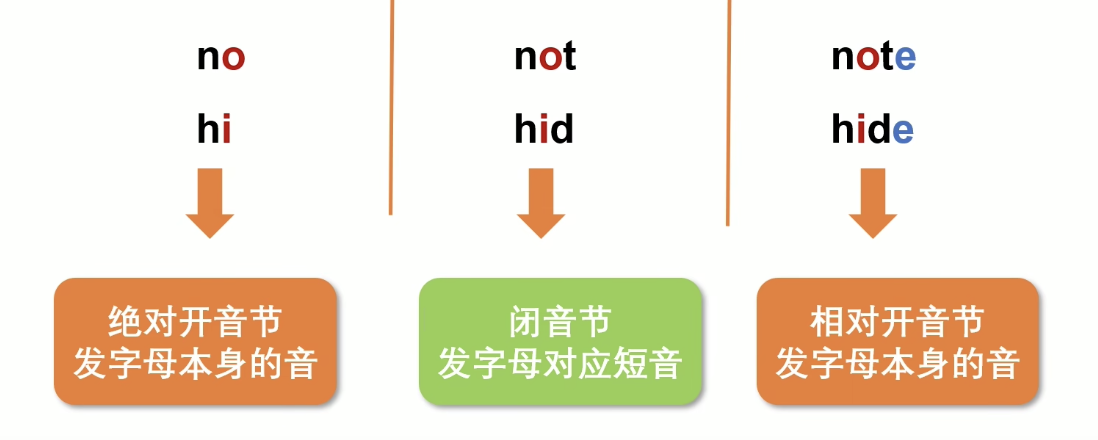 no
hi
绝对开音节
发字母本身的音
not
hid
闭音节
发字母对应短音
note
hide
相对开音节
发字母本身的音